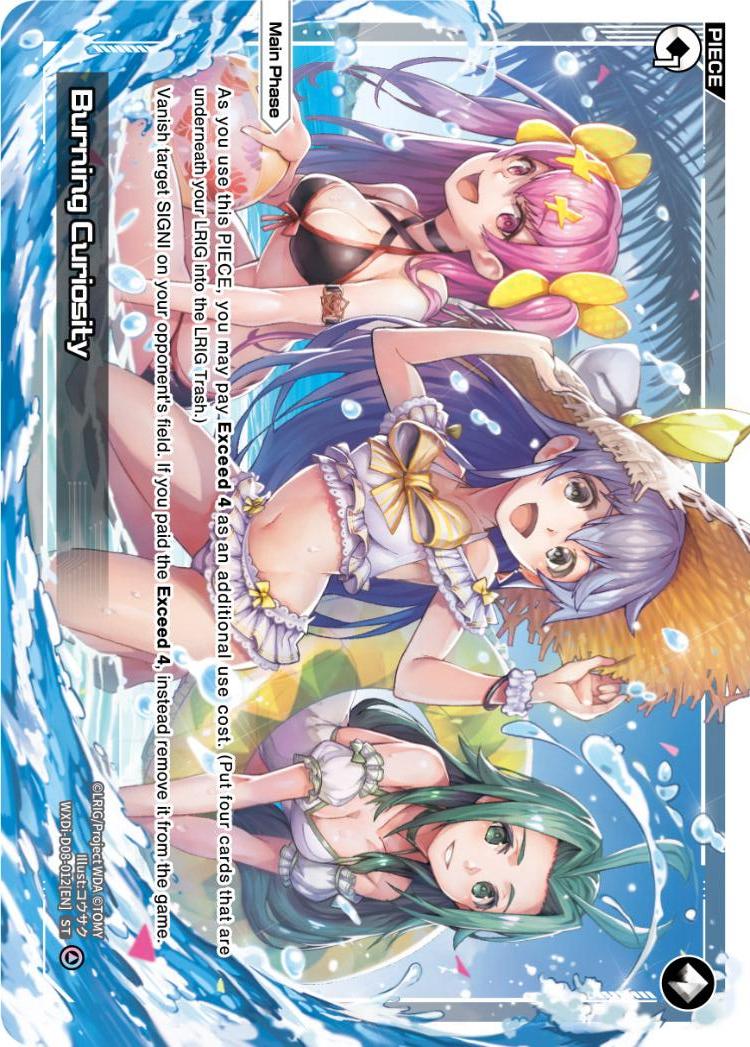 PIECE
1
Main Phase
As you use this PIECE, you may pay Exceed 4 as an additional use cost. (Put four cards that are
underneath your LRIG into the LRIG Trash.)
Vanish target SIGNI on your opponent's field. If you paid the Exceed 4, instead remove it from the game.
Burning Curiosity
©LRIG/Project WDA ©TOMY
Illust:コウサク
WXDi-D08-012[EN] ST